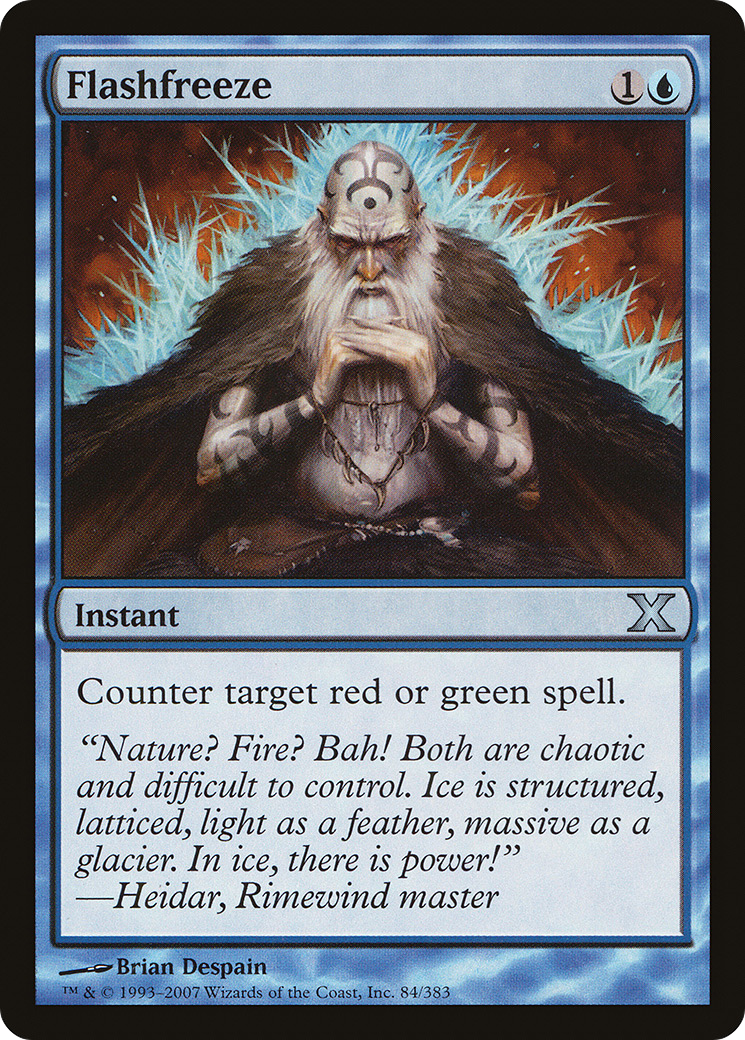 Flashfreeze
1
Instant
X
Counter target red or green spell.
“Nature? Fire? Bah! Both are chaotic
and difficult to control. Ice is structured,
latticed, light as a feather, massive as a
glacier. In ice, there is power!”
—Heidar, Rimewind master
Brian Despain
™ & © 1993–2007 Wizards of the Coast, Inc. 84/383